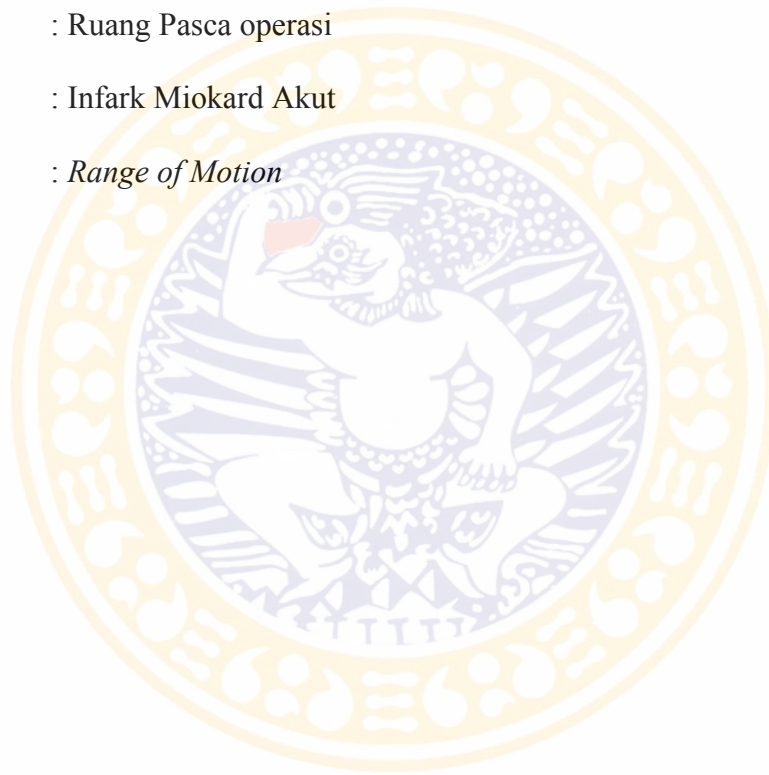 : Ruang Pasca operasi
: Infark Miokard Akut
: Range of Motion